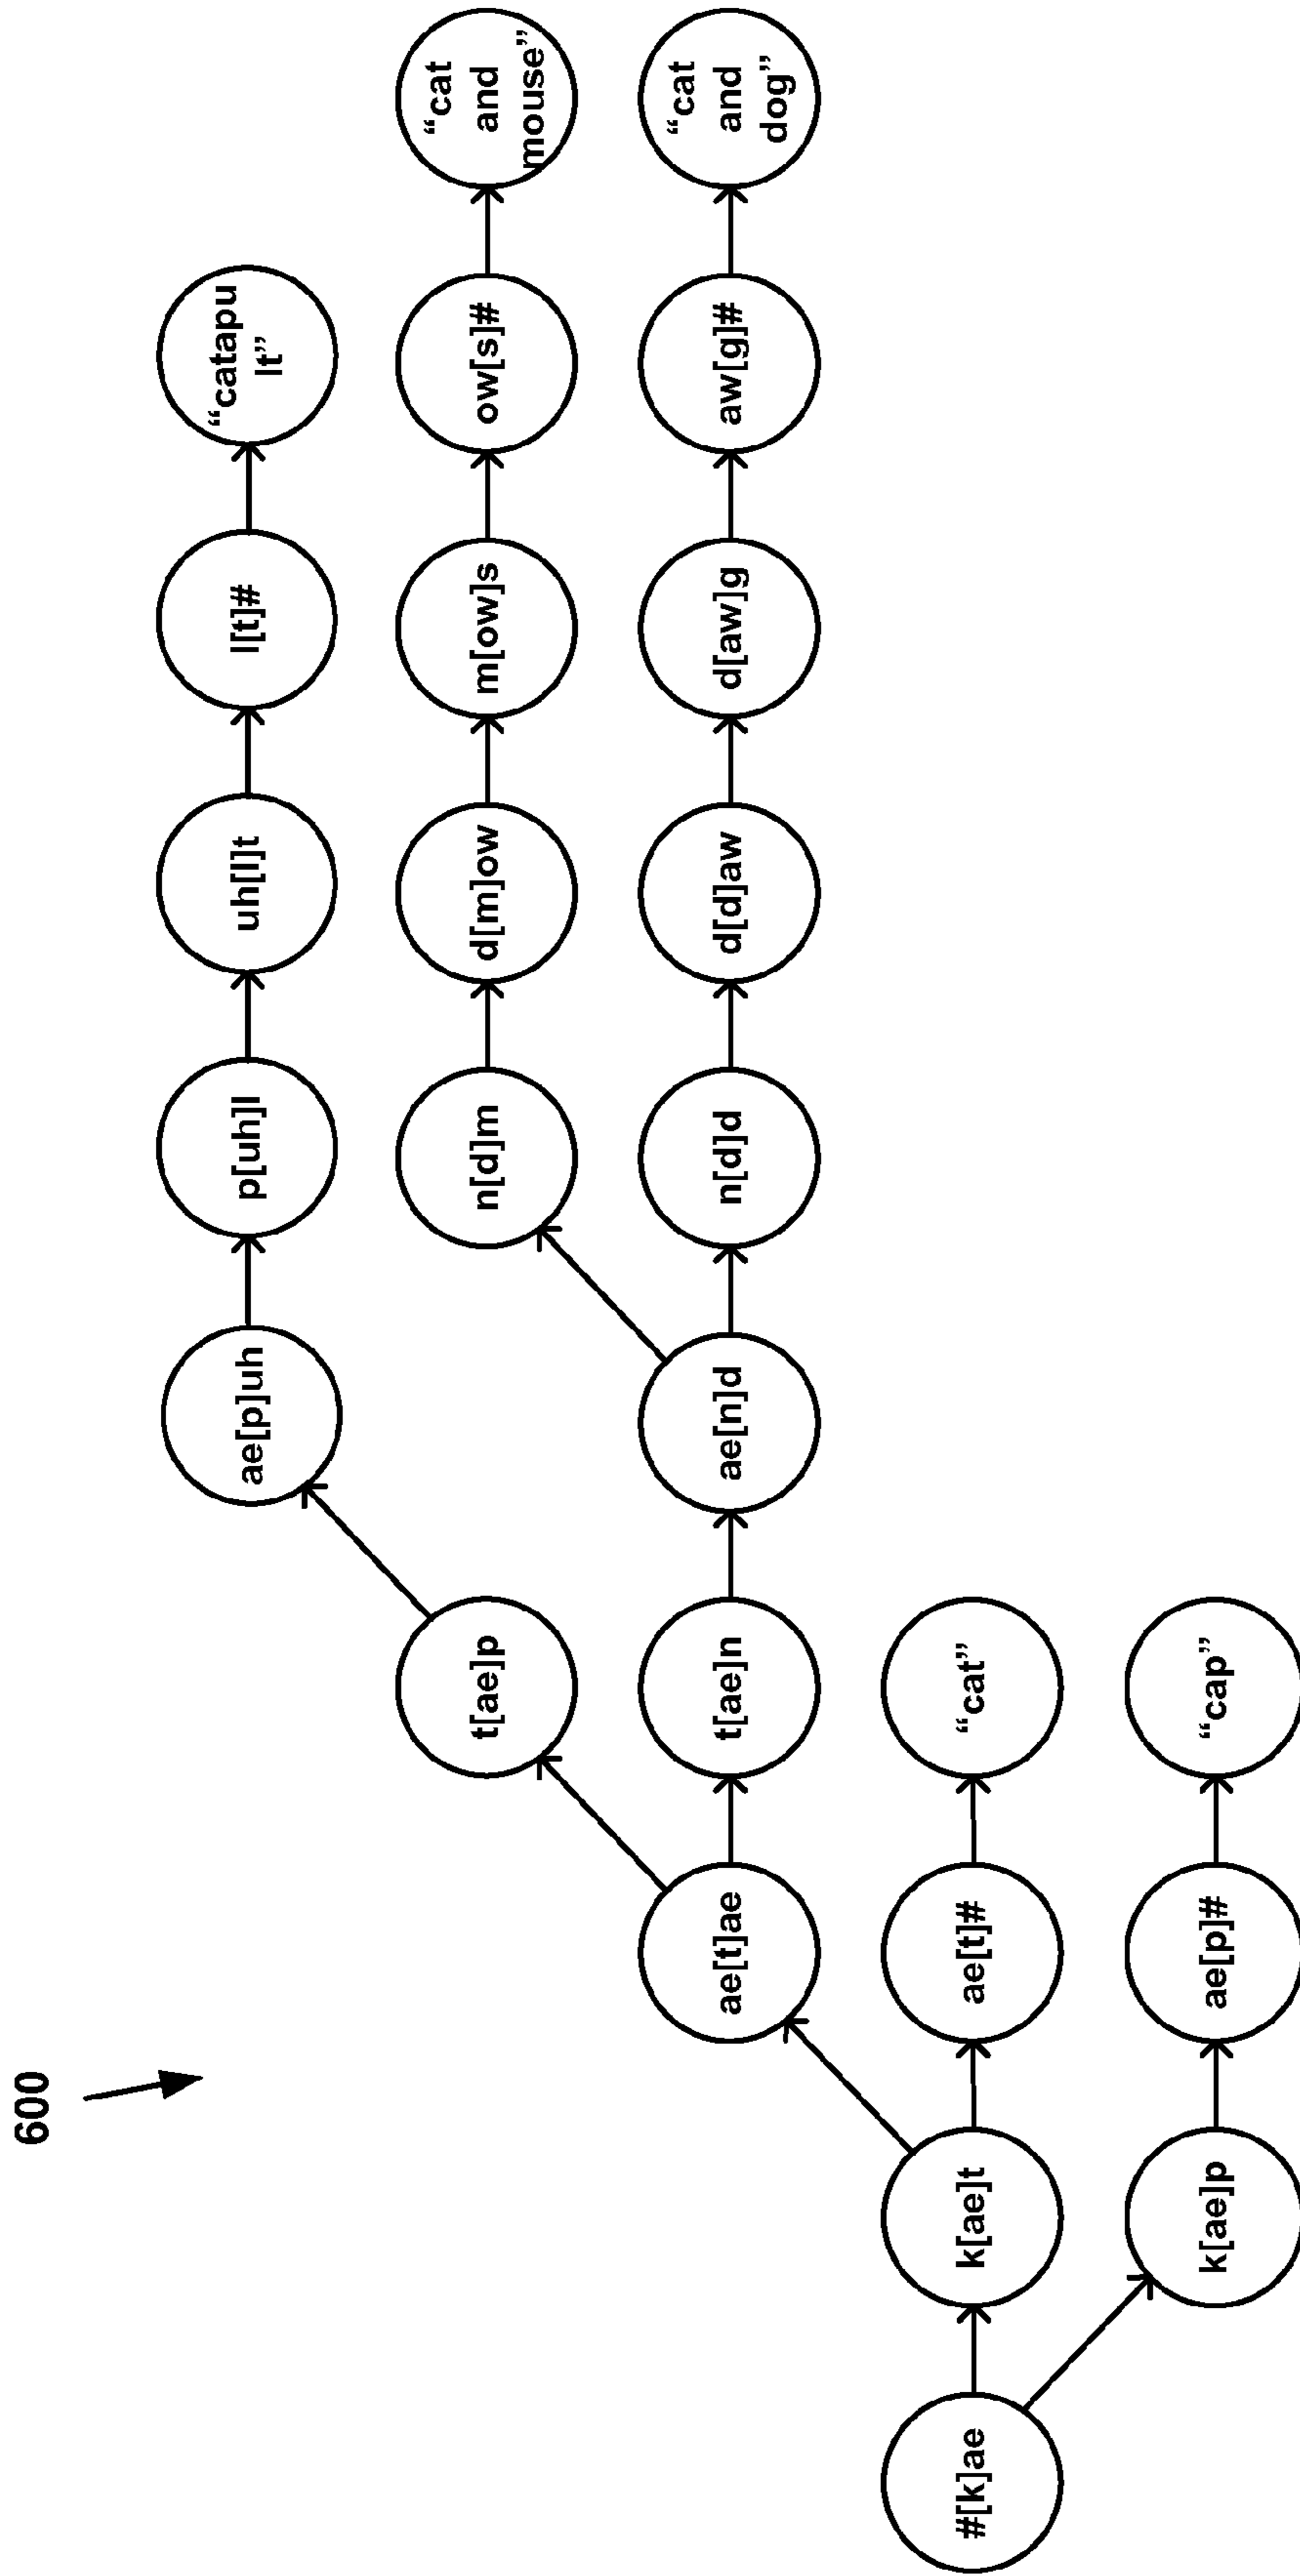 600
ae[p]uh
p[uh]l
uh[l]t
l[t]#
“catapu
lt”
t[ae]p
n[d]m
d[m]ow
m[ow]s
ow[s]#
“cat
and
mouse”
ae[t]ae
t[ae]n
ae[n]d
n[d]d
d[d]aw
d[aw]g
aw[g]#
“cat
and
dog”
#[k]ae
k[ae]t
ae[t]#
“cat”
k[ae]p
ae[p]#
“cap”